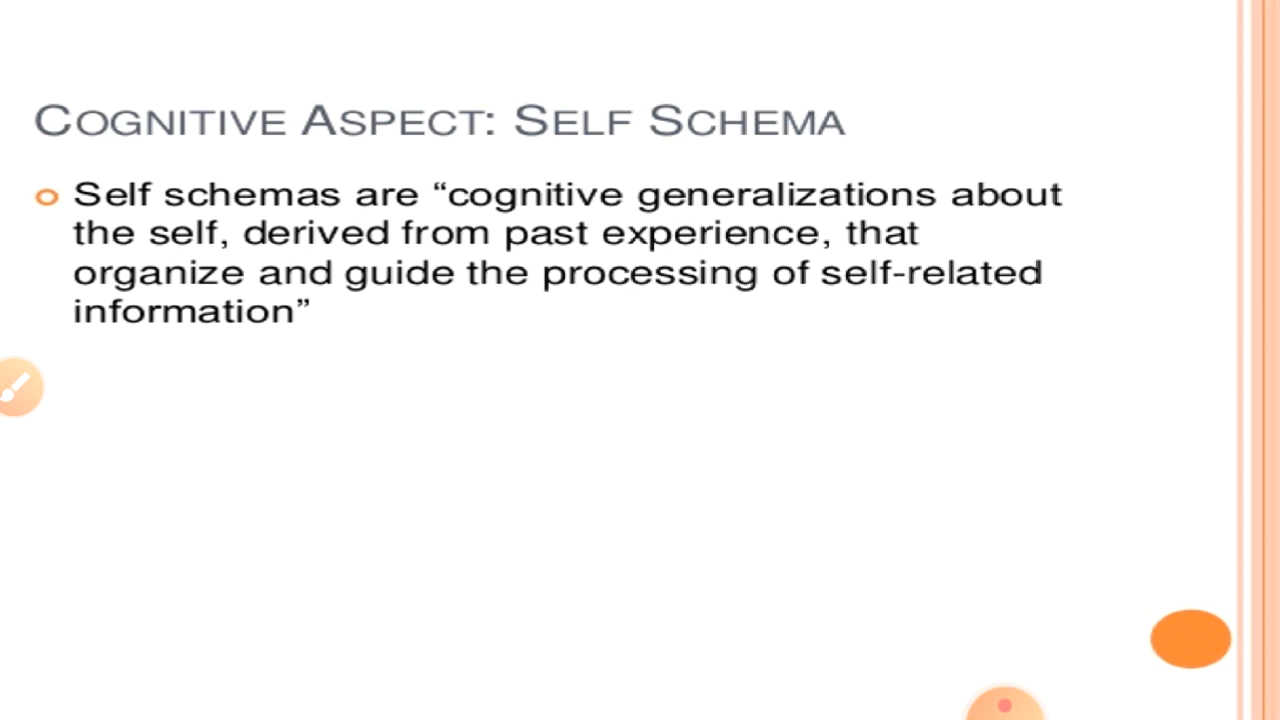 COGNITIVE ASPECT: SELF SCHEMA
Self schemas are “cognitive generalizations about
the self, derived from past experience, that
organize and guide the processing of self-related
information”